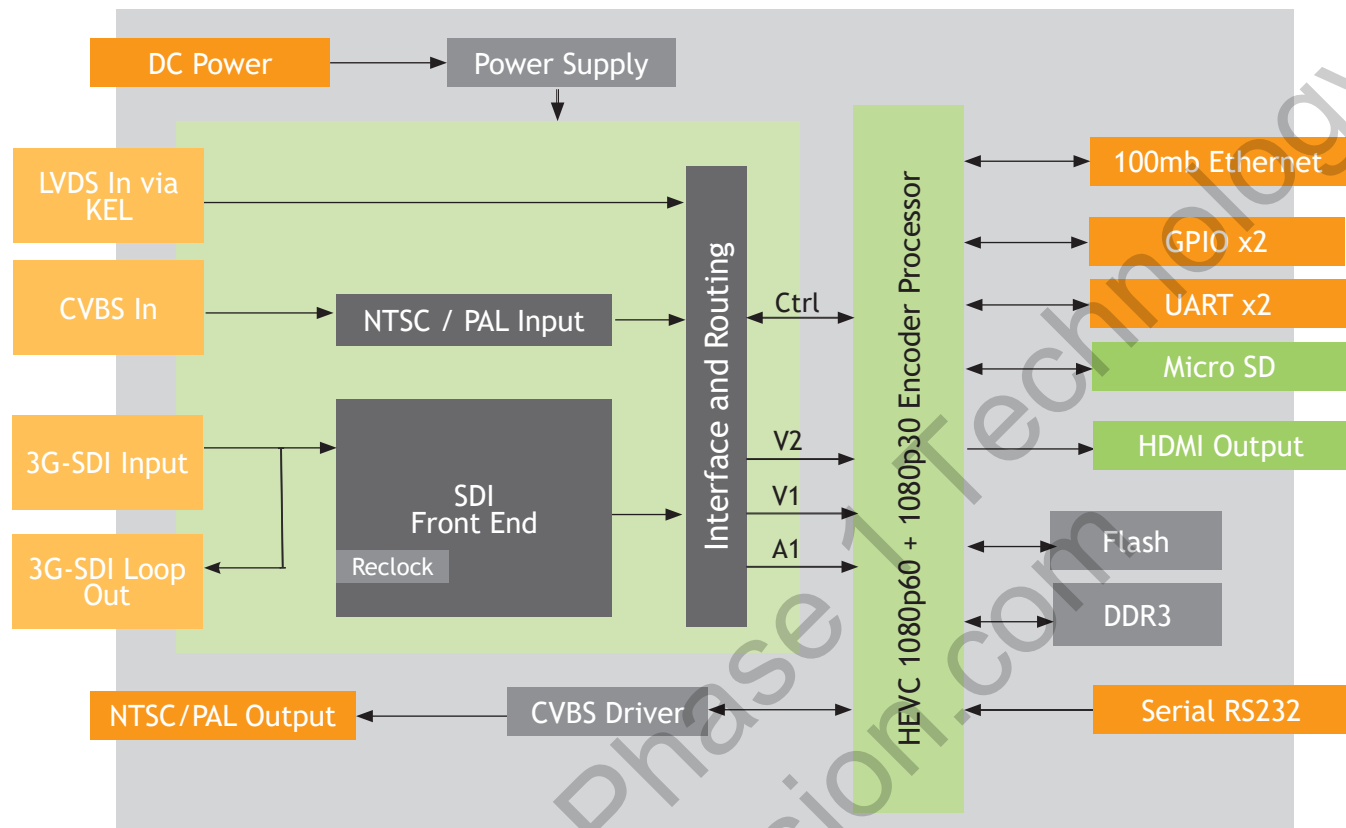 DC Power
Power Supply
LVDS In via
KEL
CVBS In
NTSC / PAL Input
3G-SDI Input
SDI
Front End
Reclock
3G-SDI Loop
Out
Interface and Routing
Ctrl
V2
V1
A1
HEVC 1080p60 + 1080p30 Encoder Processor
100mb Ethernet
GPIO x2
UART x2
Micro SD
HDMI Output
Flash
DDR3
Serial RS232
NTSC/PAL Output
CVBS Driver
Phase 1 Technology
sion.com